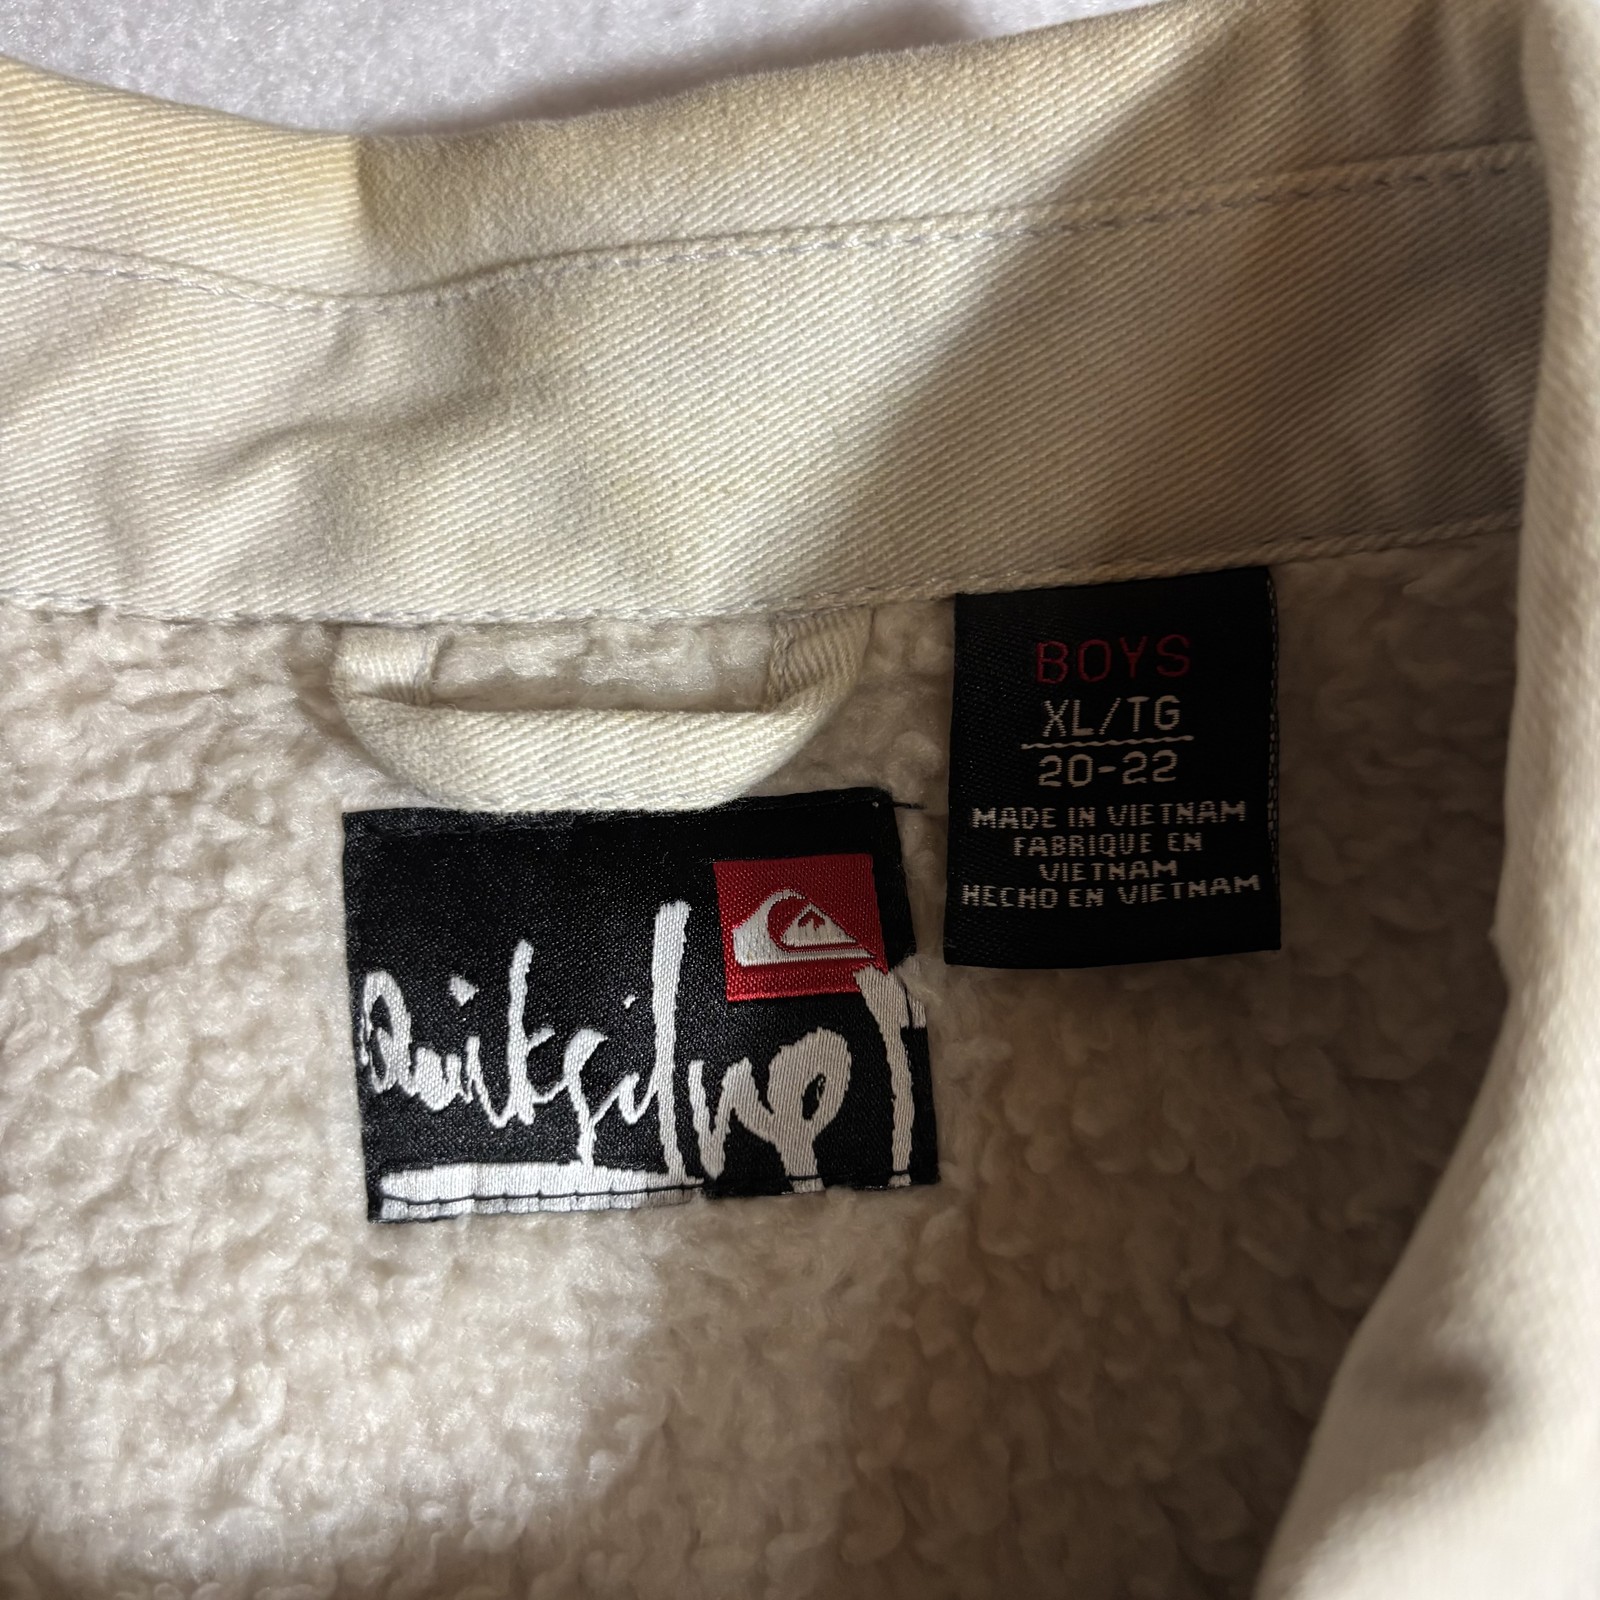 BOYS
XL/TG
20-22
MADE IN VIETNAM
FABRIQUE EN
VIETNAM
HECHO EN VIETNAM
Quiksilver